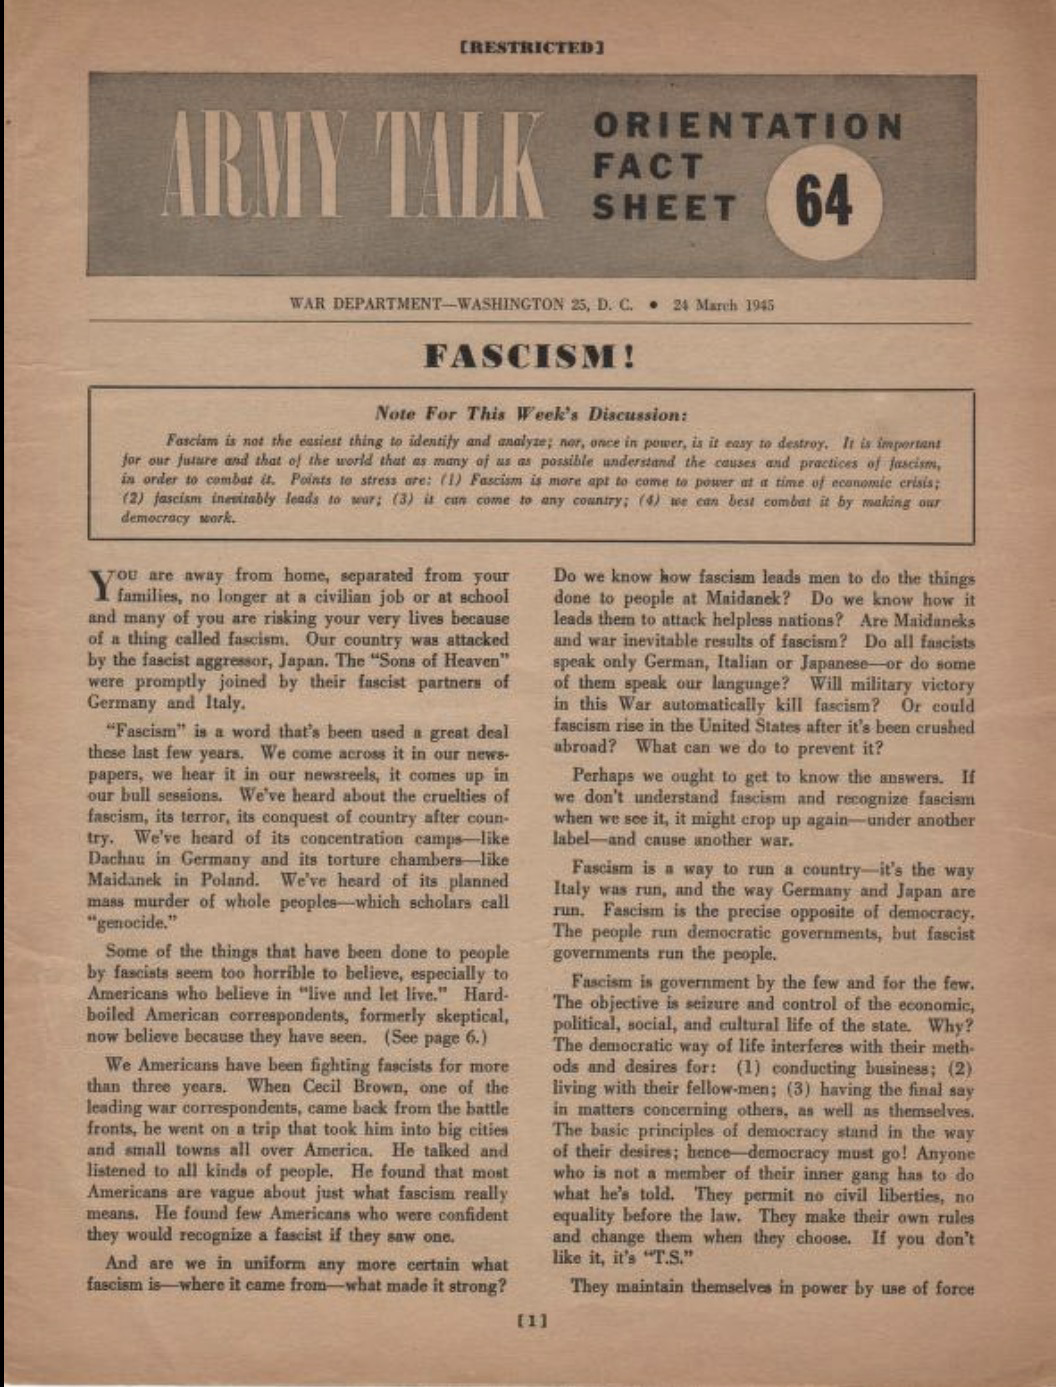 [RESTRICTED]
ARMY TALK
ORIENTATION
FACT
SHEET 64
WAR DEPARTMENT—WASHINGTON 25, D. C. ● 24 March 1945
FASCISM!
Note For This Week's Discussion:
Fascism is not the easiest thing to identify and analyze; nor, once in power, is it easy to destroy. It is important
for our future and that of the world that as many of us as possible understand the causes and practices of fascism,
in order to combat it. Points to stress are: (1) Fascism is more apt to come to power at a time of economic crisis;
(2) fascism inevitably leads to war; (3) it can come to any country; (4) we can best combat it by making our
democracy work.
YOU are away from home, separated from your
families, no longer at a civilian job or at school
and many of you are risking your very lives because
of a thing called fascism. Our country was attacked
by the fascist aggressor, Japan. The “Sons of Heaven”
were promptly joined by their fascist partners of
Germany and Italy.
“Fascism” is a word that's been used a great deal
these last few years. We come across it in our news-
papers, we hear it in our newsreels, it comes up in
our bull sessions. We've heard about the cruelties of
fascism, its terror, its conquest of country after coun-
try. We've heard of its concentration camps—like
Dachau in Germany and its torture chambers—like
Maidanek in Poland. We've heard of its planned
mass murder of whole peoples—which scholars call
“genocide.”
Some of the things that have been done to people
by fascists seem too horrible to believe, especially to
Americans who believe in “live and let live.” Hard-
boiled American correspondents, formerly skeptical,
now believe because they have seen. (See page 6.)
We Americans have been fighting fascists for more
than three years. When Cecil Brown, one of the
leading war correspondents, came back from the battle
fronts, he went on a trip that took him into big cities
and small towns all over America. He talked and
listened to all kinds of people. He found that most
Americans are vague about just what fascism really
means. He found few Americans who were confident
they would recognize a fascist if they saw one.
And are we in uniform any more certain what
fascism is—where it came from—what made it strong?
Do we know how fascism leads men to do the things
done to people at Maidanek? Do we know how it
leads them to attack helpless nations? Are Maidaneks
and war inevitable results of fascism? Do all fascists
speak only German, Italian or Japanese—or do some
of them speak our language? Will military victory
in this War automatically kill fascism? Or could
fascism rise in the United States after it's been crushed
abroad? What can we do to prevent it?
Perhaps we ought to get to know the answers. If
we don't understand fascism and recognize fascism
when we see it, it might crop up again—under another
label—and cause another war.
Fascism is a way to run a country—it's the way
Italy was run, and the way Germany and Japan are
run. Fascism is the precise opposite of democracy.
The people run democratic governments, but fascist
governments run the people.
Fascism is government by the few and for the few.
The objective is seizure and control of the economic,
political, social, and cultural life of the state. Why?
The democratic way of life interferes with their meth-
ods and desires for: (1) conducting business; (2)
living with their fellow-men; (3) having the final say
in matters concerning others, as well as themselves.
The basic principles of democracy stand in the way
of their desires; hence—democracy must go! Anyone
who is not a member of their inner gang has to do
what he's told. They permit no civil liberties, no
equality before the law. They make their own rules
and change them when they choose. If you don't
like it, it's “T.S.”
They maintain themselves in power by use of force
[1]